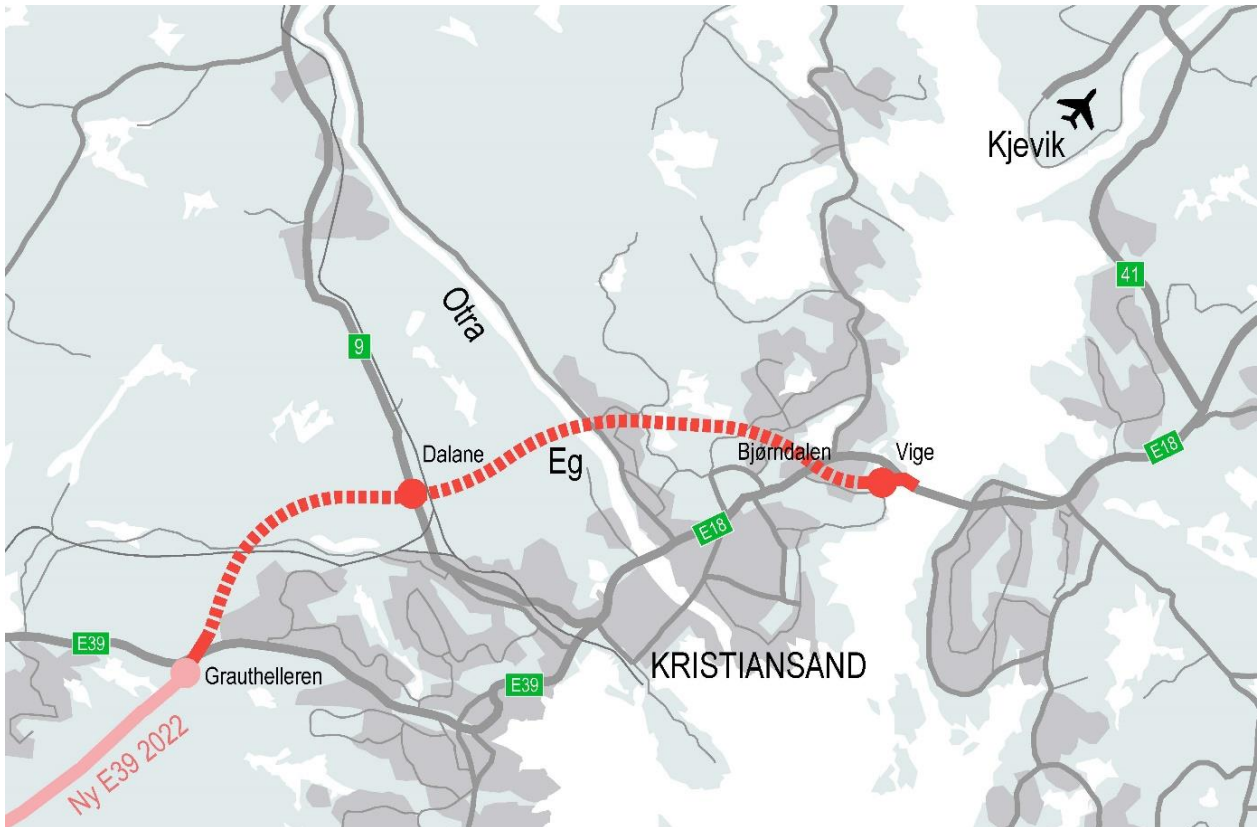 Kjevik
41
Otra
9
Dalane
Eg
Bjørndalen
Vige
E18
E18
E39
Grauthelleren
E39
KRISTIANSAND
Ny E39 2022